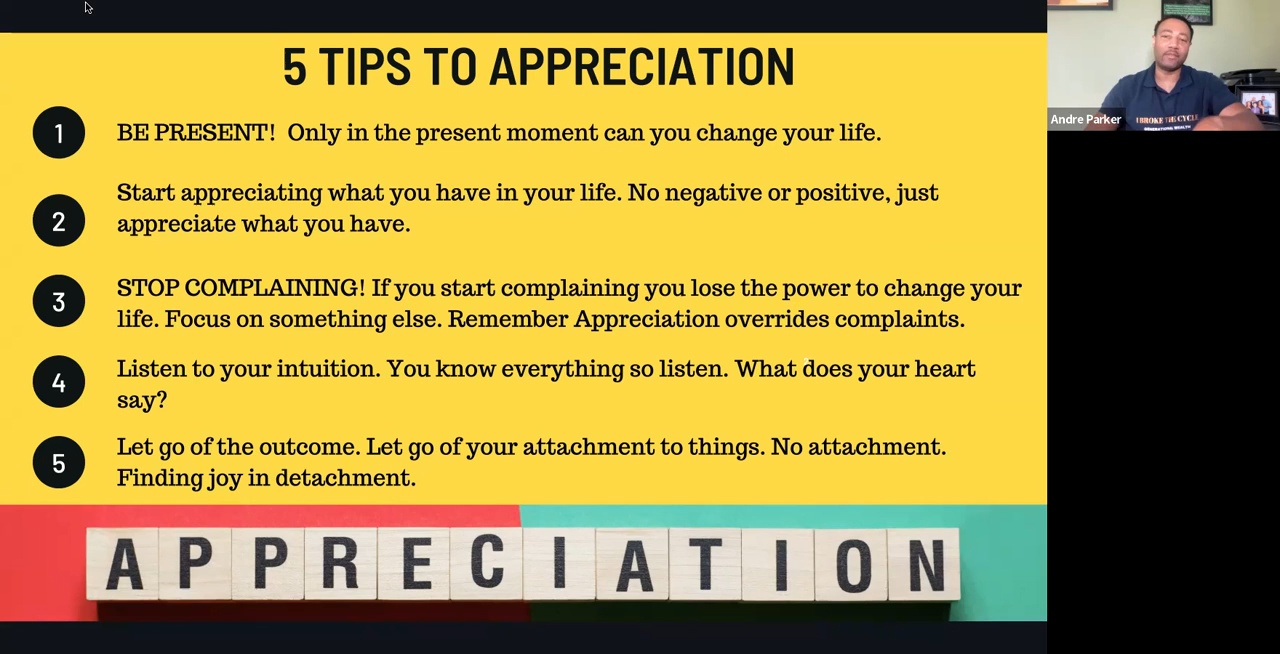 5 TIPS TO APPRECIATION
1
BE PRESENT!  Only in the present moment can you change your life.
2
Start appreciating what you have in your life. No negative or positive, just
appreciate what you have.
3
STOP COMPLAINING! If you start complaining you lose the power to change your
life. Focus on something else. Remember Appreciation overrides complaints.
4
Listen to your intuition. You know everything so listen. What does your heart
say?
5
Let go of the outcome. Let go of your attachment to things. No attachment.
Finding joy in detachment.
APPRECIATION
Andre Parker
I BROKE THE CYCLE
GENERATIONAL WEALTH